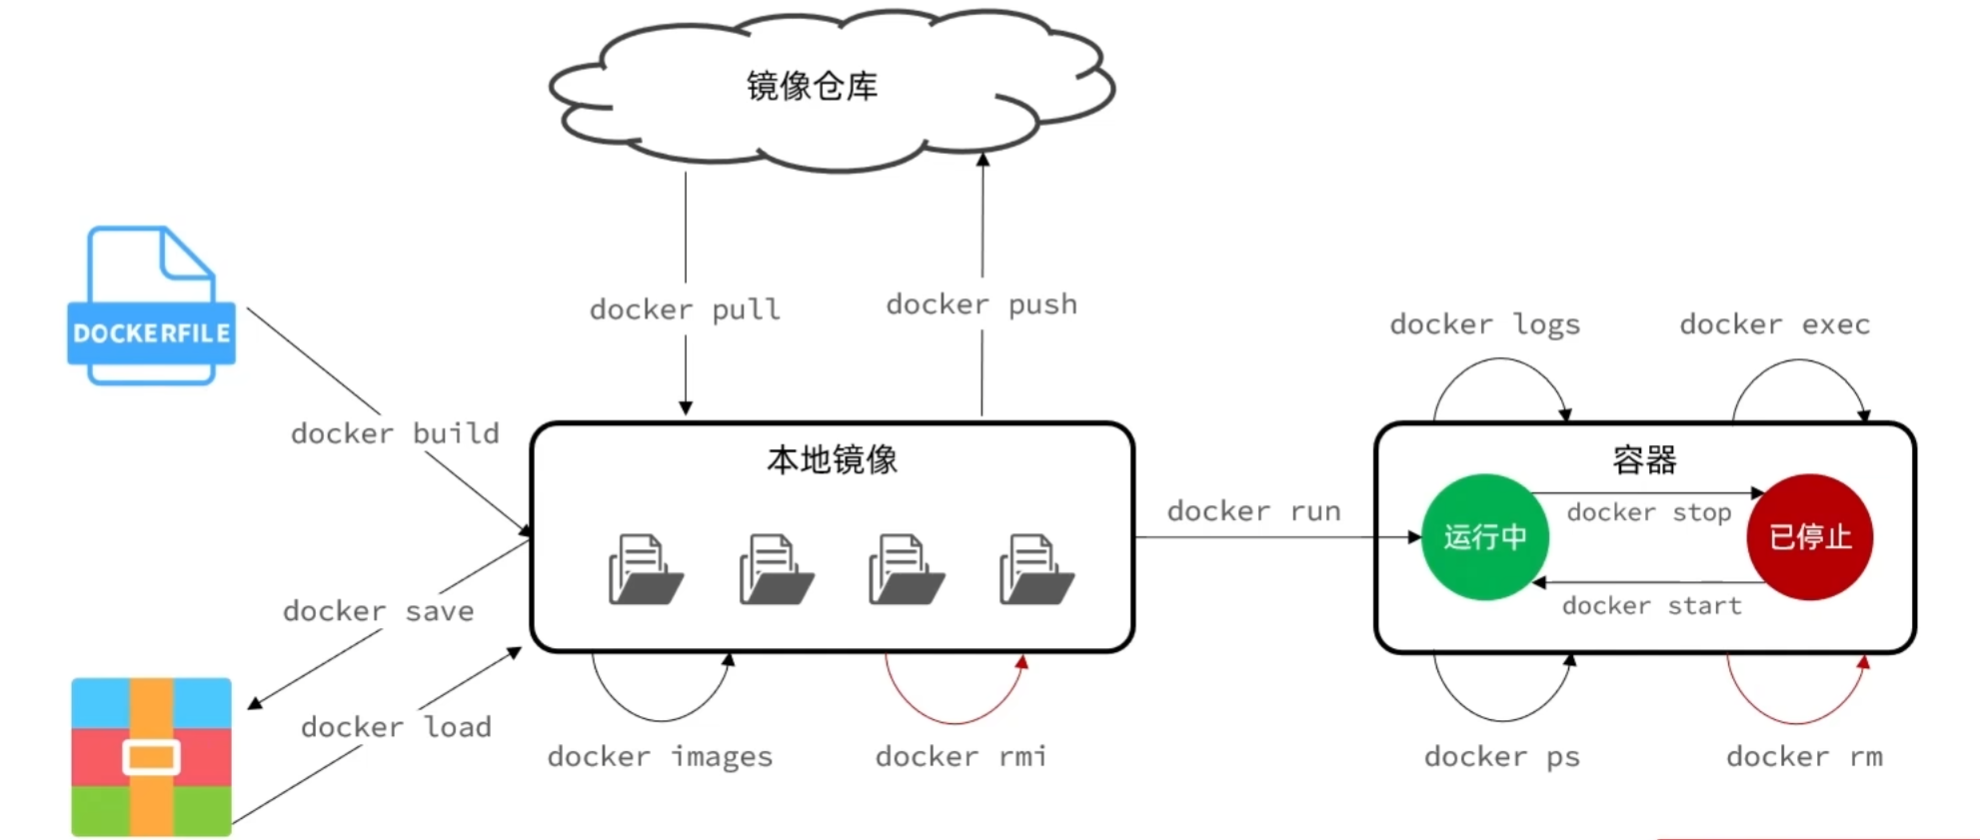 镜像仓库
DOCKERFILE
docker pull
docker push
docker logs
docker exec
docker build
本地镜像
容器
docker run
运行中
docker stop
已停止
docker start
docker save
docker load
docker images
docker rmi
docker ps
docker rm